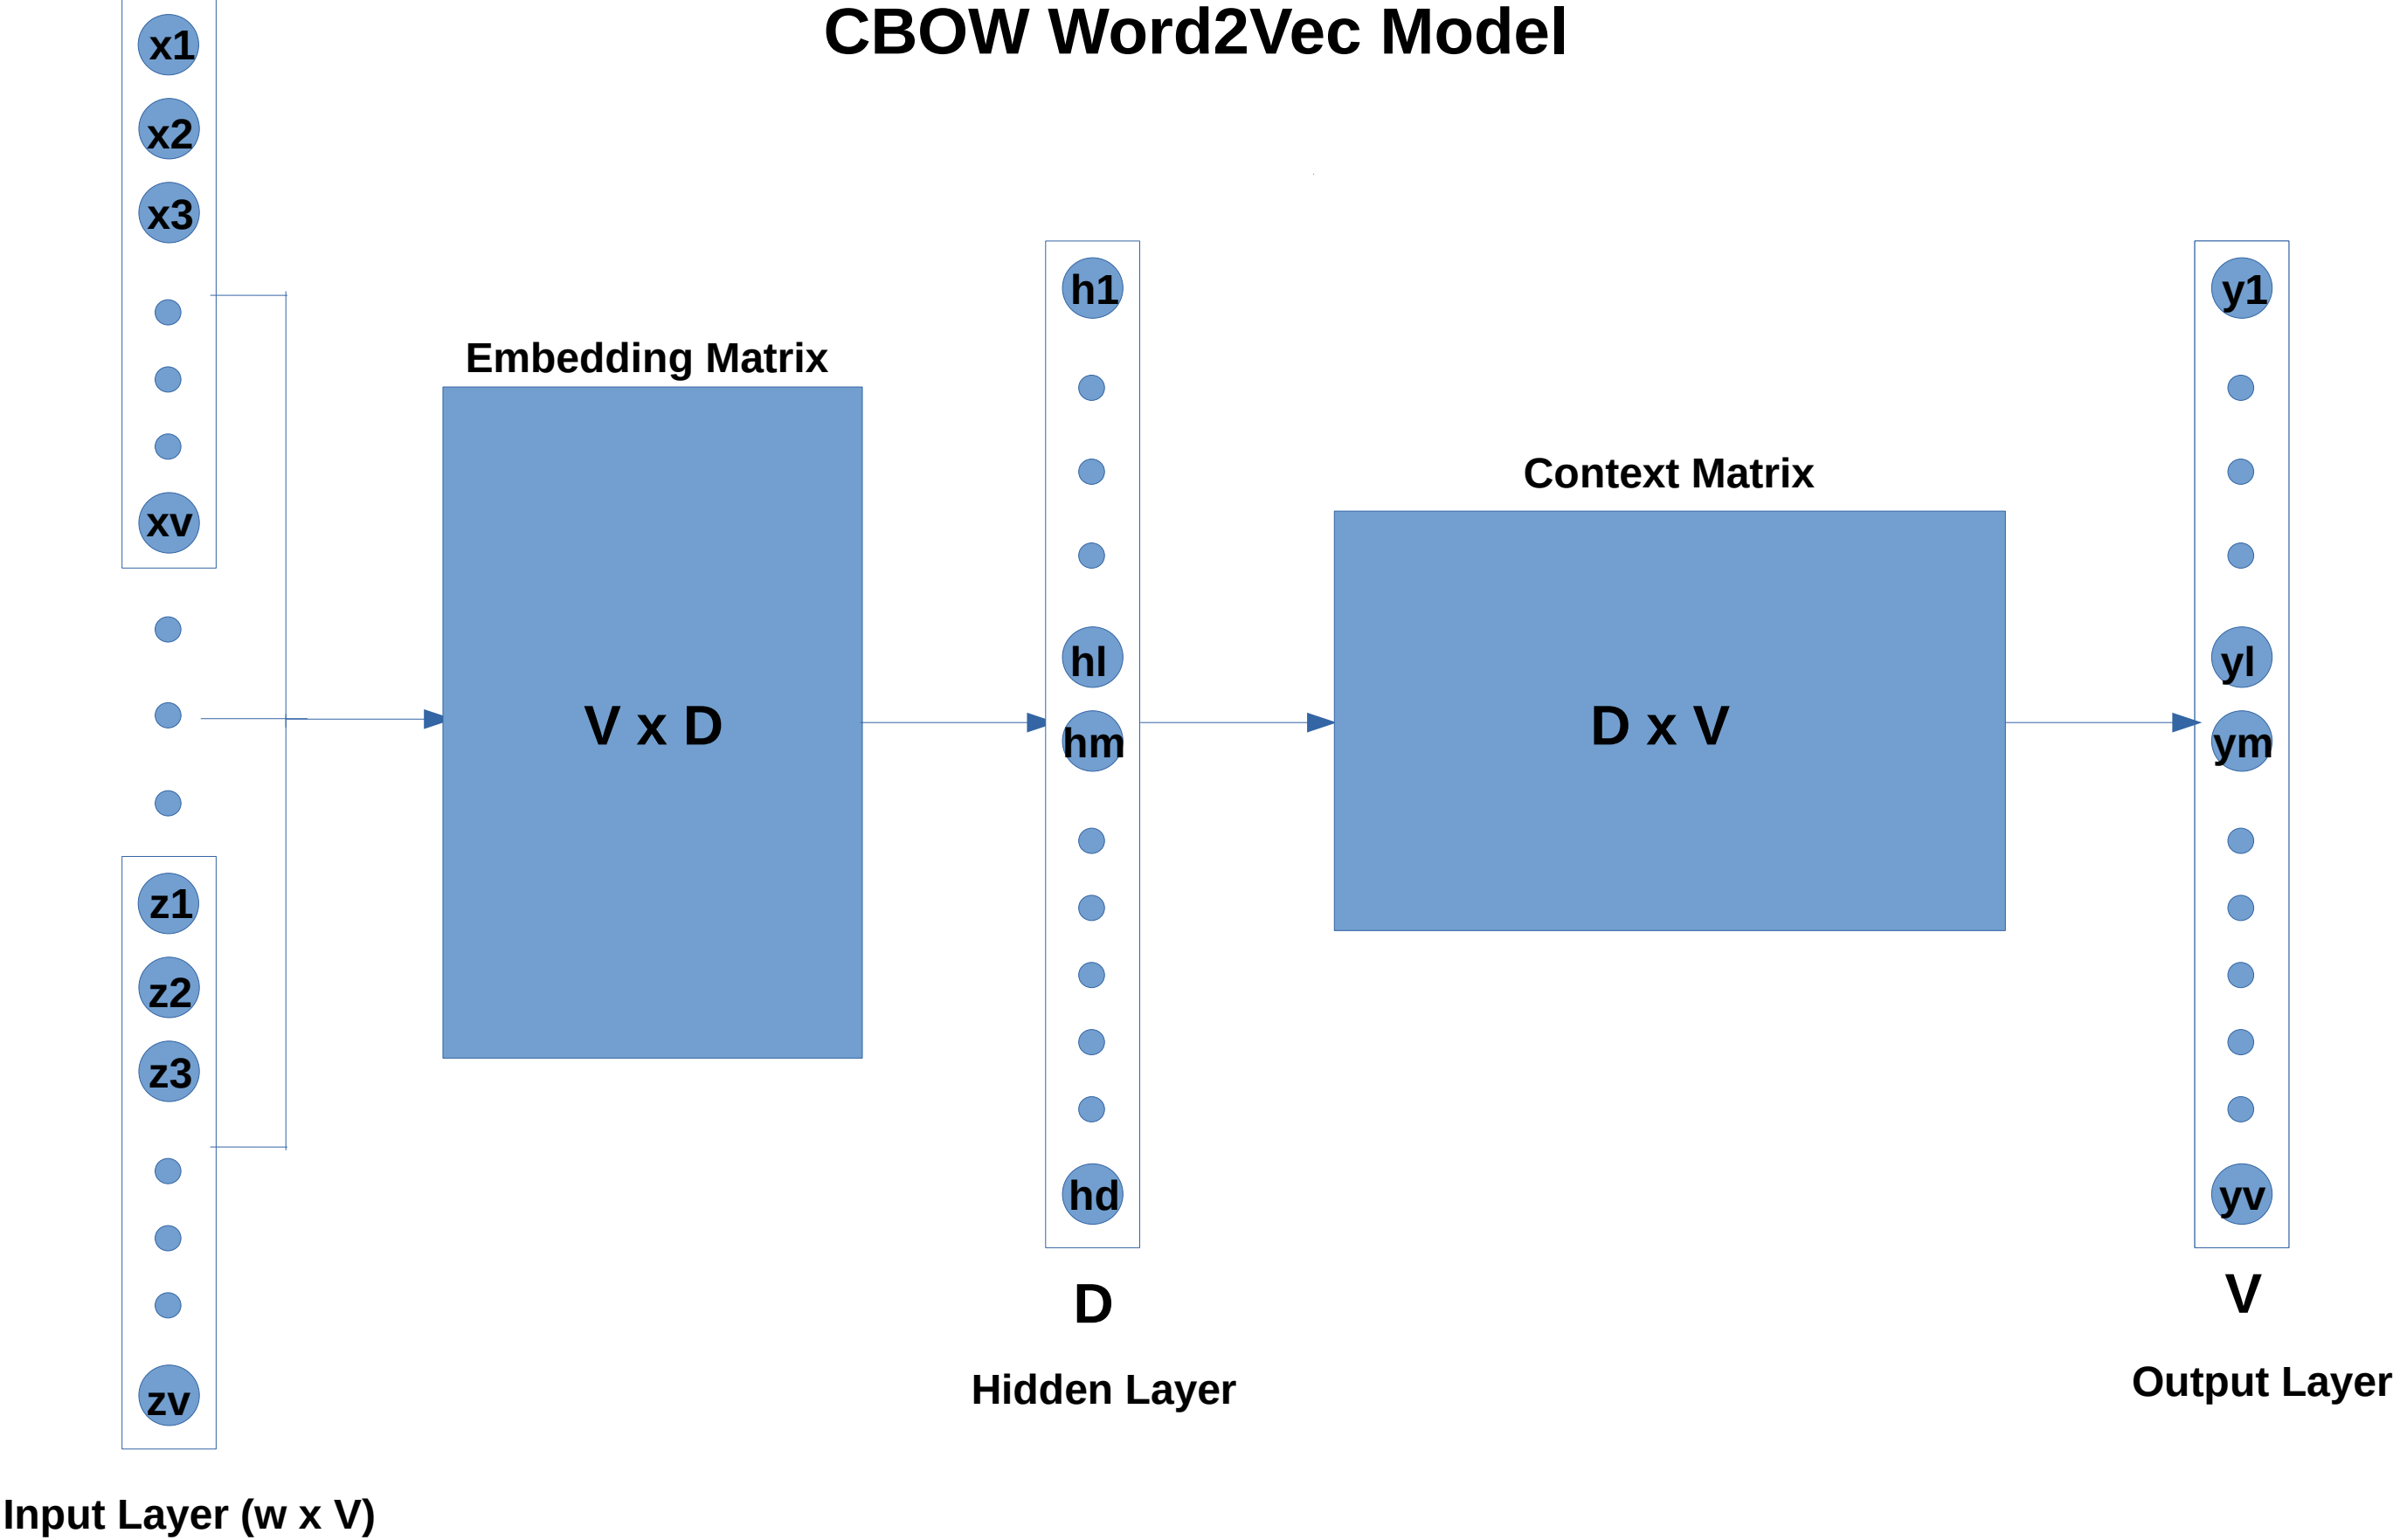 CBOW Word2Vec Model
x1
x2
x3
xv
z1
z2
z3
zv
Input Layer (w x V)
Embedding Matrix
V x D
h1
hl
hm
hd
D
Hidden Layer
Context Matrix
D x V
y1
yl
ym
yv
V
Output Layer